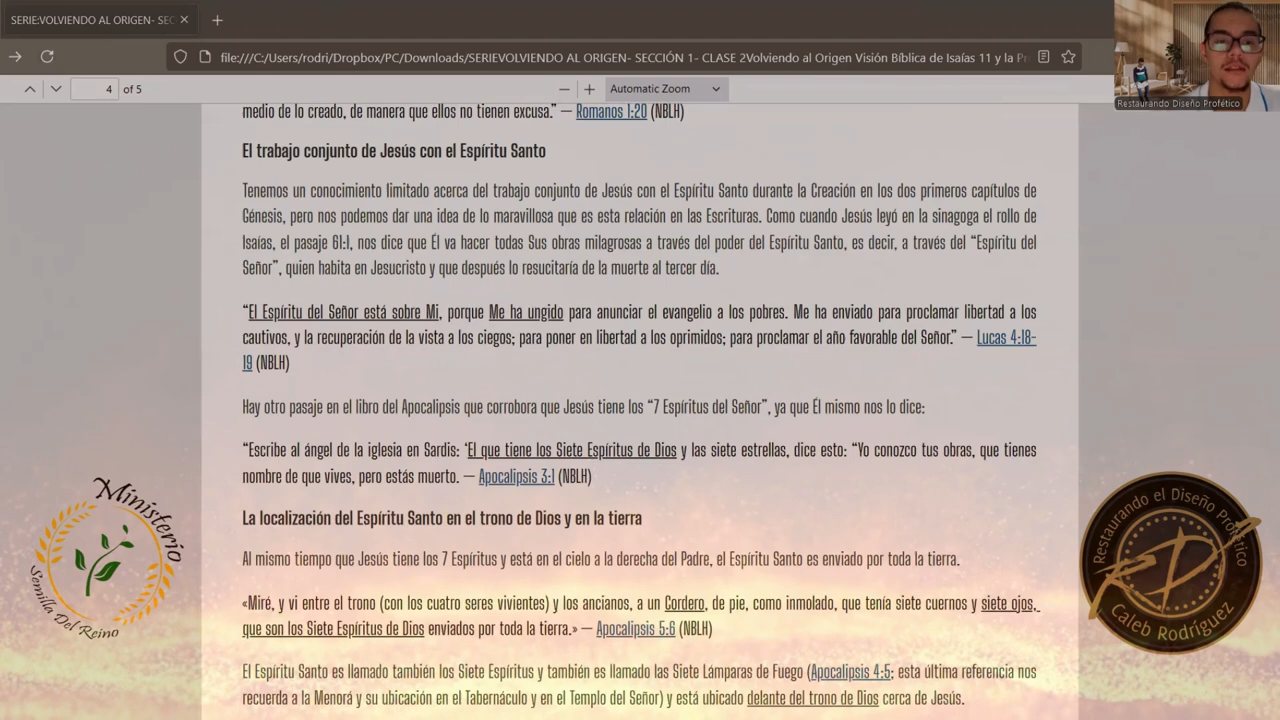 SERIE:VOLVIENDO AL ORIGEN- SEC
file:///C:/Users/rodri/Dropbox/PC/Downloads/SERIEVOLVIENDO AL ORIGEN- SECCIÓN 1- CLASE 2Volviendo al Origen Visión Bíblica de Isaías 11 y la Pr
4 of 5
Automatic Zoom
Restaurando Diseño Profético
medio de lo creado, de manera que ellos no tienen excusa." — Romanos 1:20 (NBLH)
El trabajo conjunto de Jesús con el Espíritu Santo
Tenemos un conocimiento limitado acerca del trabajo conjunto de Jesús con el Espíritu Santo durante la Creación en los dos primeros capítulos de
Génesis, pero nos podemos dar una idea de lo maravillosa que es esta relación en las Escrituras. Como cuando Jesús leyó en la sinagoga el rollo de
Isaías, el pasaje 61:1, nos dice que Él va hacer todas Sus obras milagrosas a través del poder del Espíritu Santo, es decir, a través del “Espíritu del
Señor”, quien habita en Jesucristo y que después lo resucitaría de la muerte al tercer día.
“El Espíritu del Señor está sobre Mi, porque Me ha ungido para anunciar el evangelio a los pobres. Me ha enviado para proclamar libertad a los
cautivos, y la recuperación de la vista a los ciegos; para poner en libertad a los oprimidos; para proclamar el año favorable del Señor.” — Lucas 4:18-
19 (NBLH)
Hay otro pasaje en el libro del Apocalipsis que corrobora que Jesús tiene los “7 Espíritus del Señor”, ya que Él mismo nos lo dice:
“Escribe al ángel de la iglesia en Sardis: ‘El que tiene los Siete Espíritus de Dios y las siete estrellas, dice esto: “Yo conozco tus obras, que tienes
nombre de que vives, pero estás muerto. — Apocalipsis 3:1 (NBLH)
La localización del Espíritu Santo en el trono de Dios y en la tierra
Al mismo tiempo que Jesús tiene los 7 Espíritus y está en el cielo a la derecha del Padre, el Espíritu Santo es enviado por toda la tierra.
«Miré, y vi entre el trono (con los cuatro seres vivientes) y los ancianos, a un Cordero, de pie, como inmolado, que tenía siete cuernos y siete ojos,
que son los Siete Espíritus de Dios enviados por toda la tierra.» — Apocalipsis 5:6 (NBLH)
El Espíritu Santo es llamado también los Siete Espíritus y también es llamado las Siete Lámparas de Fuego (Apocalipsis 4:5; esta última referencia nos
recuerda a la Menorá y su ubicación en el Tabernáculo y en el Templo del Señor) y está ubicado delante del trono de Dios cerca de Jesús.
Ministerio
Semilla Del Reino
Restaurando el Diseño Profético
RD
Caleb Rodríguez